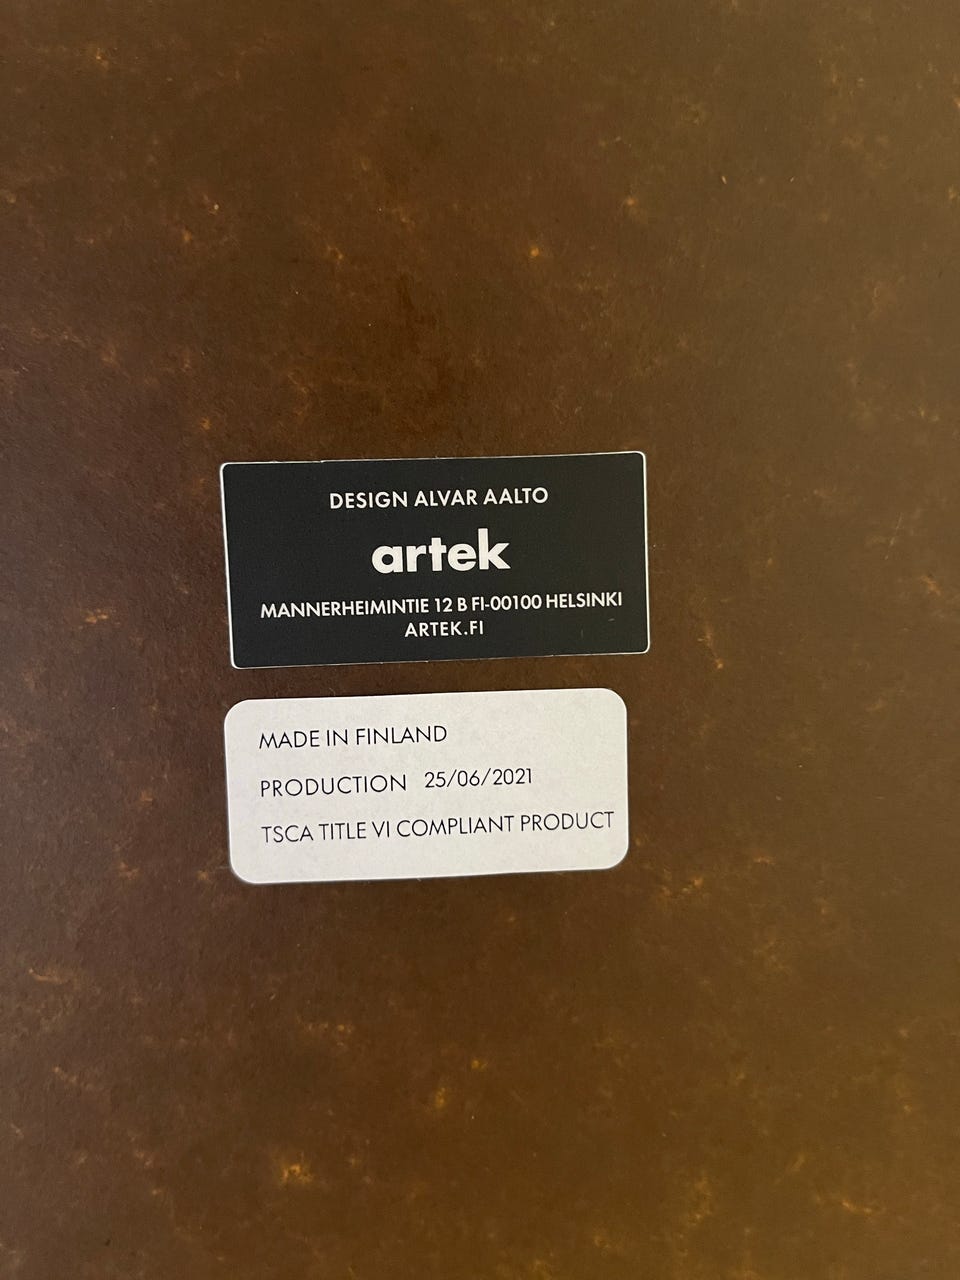 DESIGN ALVAR AALTO
artek
MANNERHEIMINTIE 12 B FI-00100 HELSINKI
ARTEK.FI
MADE IN FINLAND
PRODUCTION 25/06/2021
TSCA TITLE VI COMPLIANT PRODUCT